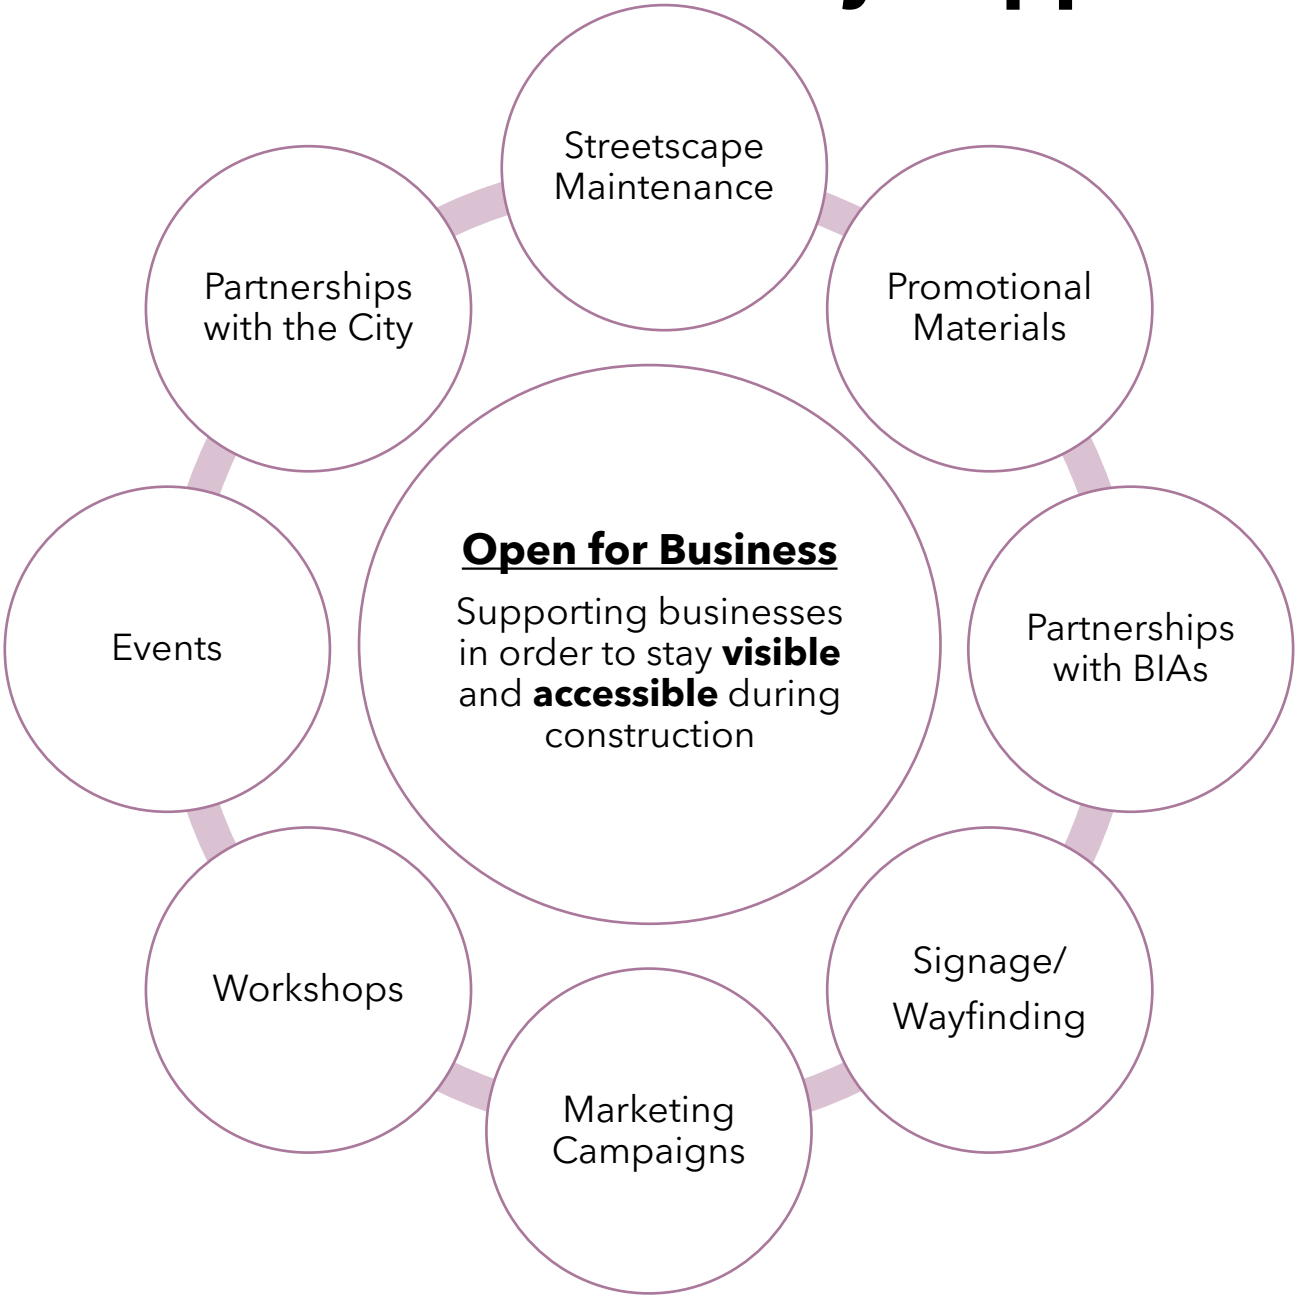 Streetscape
Maintenance
Promotional
Materials
Partnerships
with BIAs
Signage/
Wayfinding
Marketing
Campaigns
Workshops
Events
Partnerships
with the City
Open for Business
Supporting businesses
in order to stay visible
and accessible during
construction